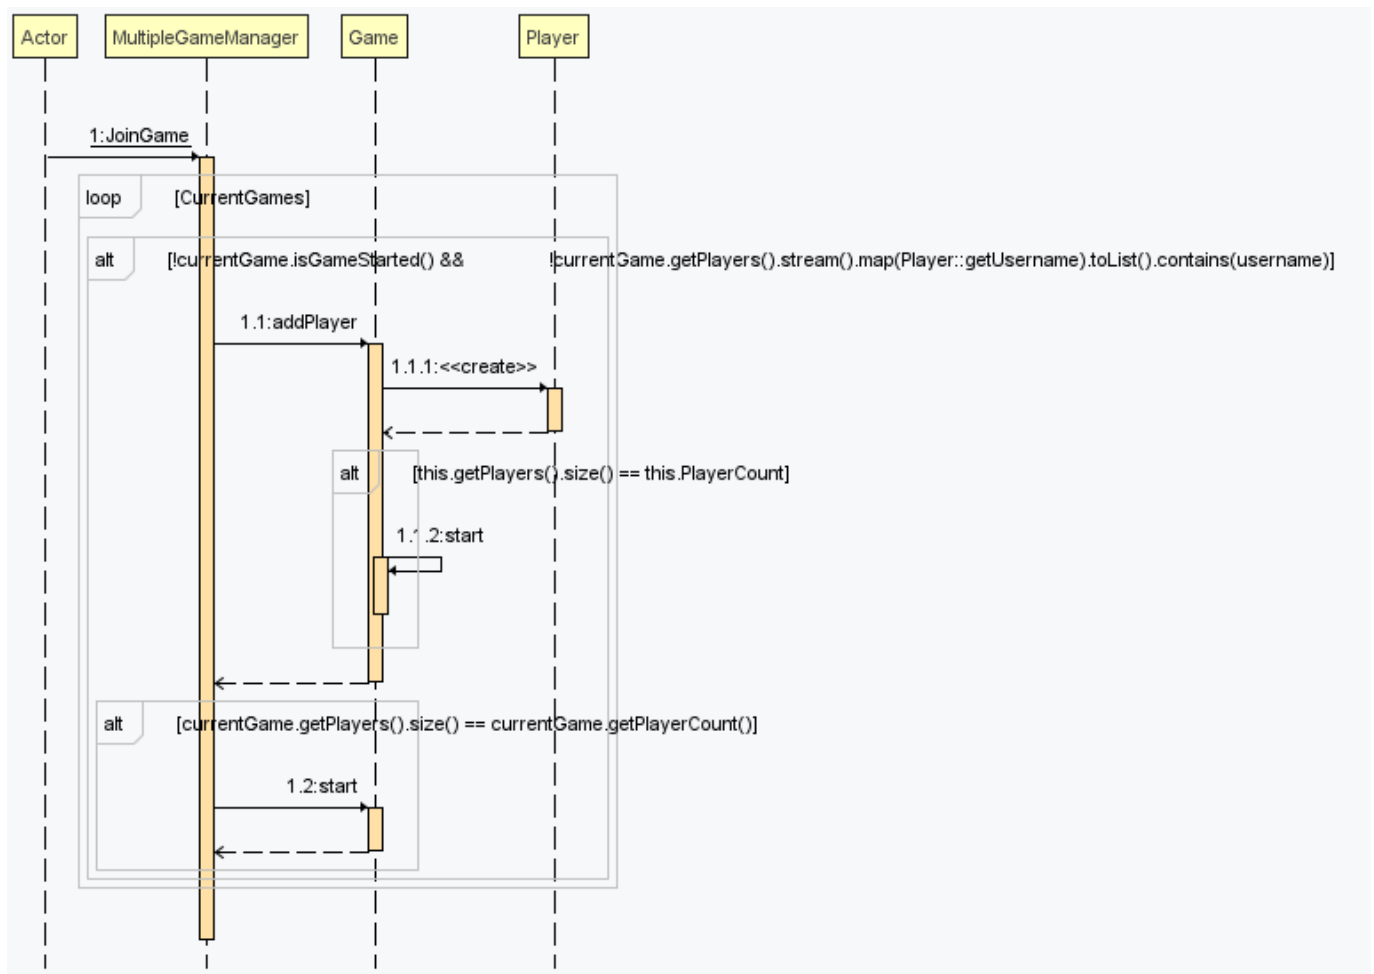 Actor
MultipleGameManager
Game
Player
1:JoinGame
loop
[CurrentGames]
alt
[!currentGame.isGameStarted() && !currentGame.getPlayers().stream().map(Player::getUsername).toList().contains(username)]
1.1:addPlayer
1.1.1:<<create>>
alt
[this.getPlayers().size() == this.PlayerCount]
1.1.2:start
alt
[currentGame.getPlayers().size() == currentGame.getPlayerCount()]
1.2:start